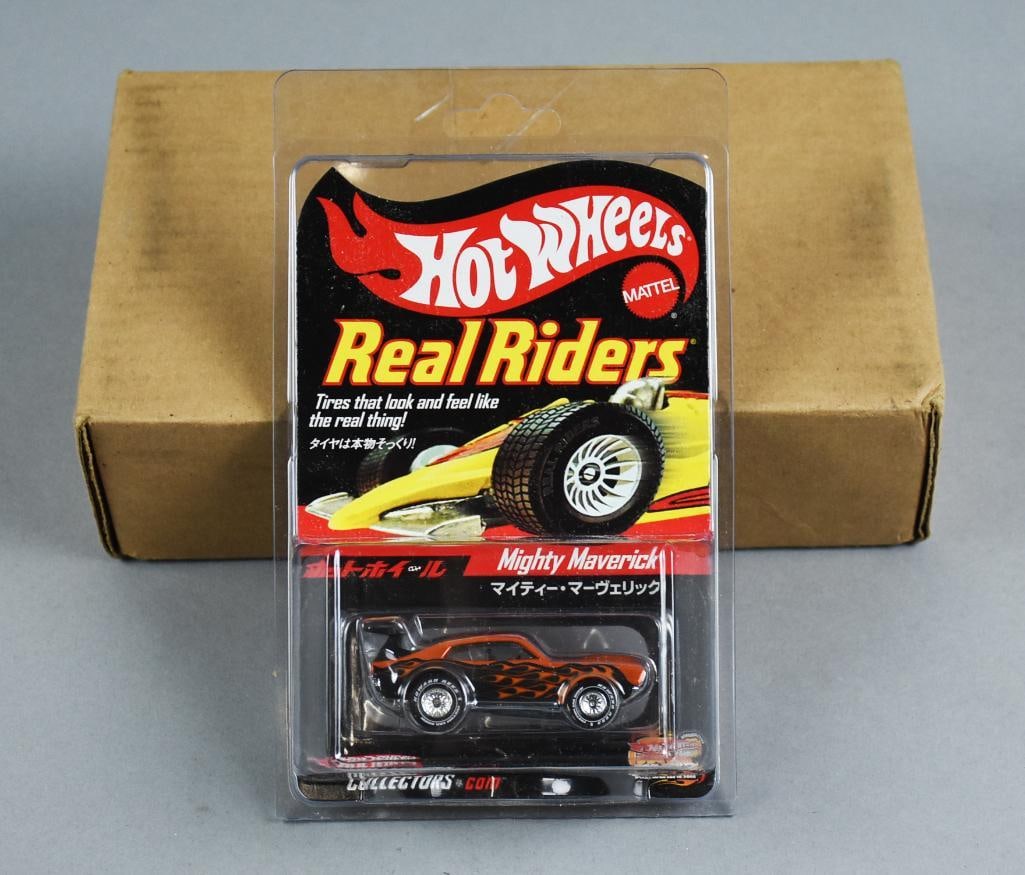 Hot Wheels®
MATTEL
®
Real Riders®
Tires that look and feel like
the real thing!
タイヤは本物そっくり!
REAL RIDERS
ホットホイール
Mighty Maverick
マイティー・マーヴェリック
COLLECTORS.COM